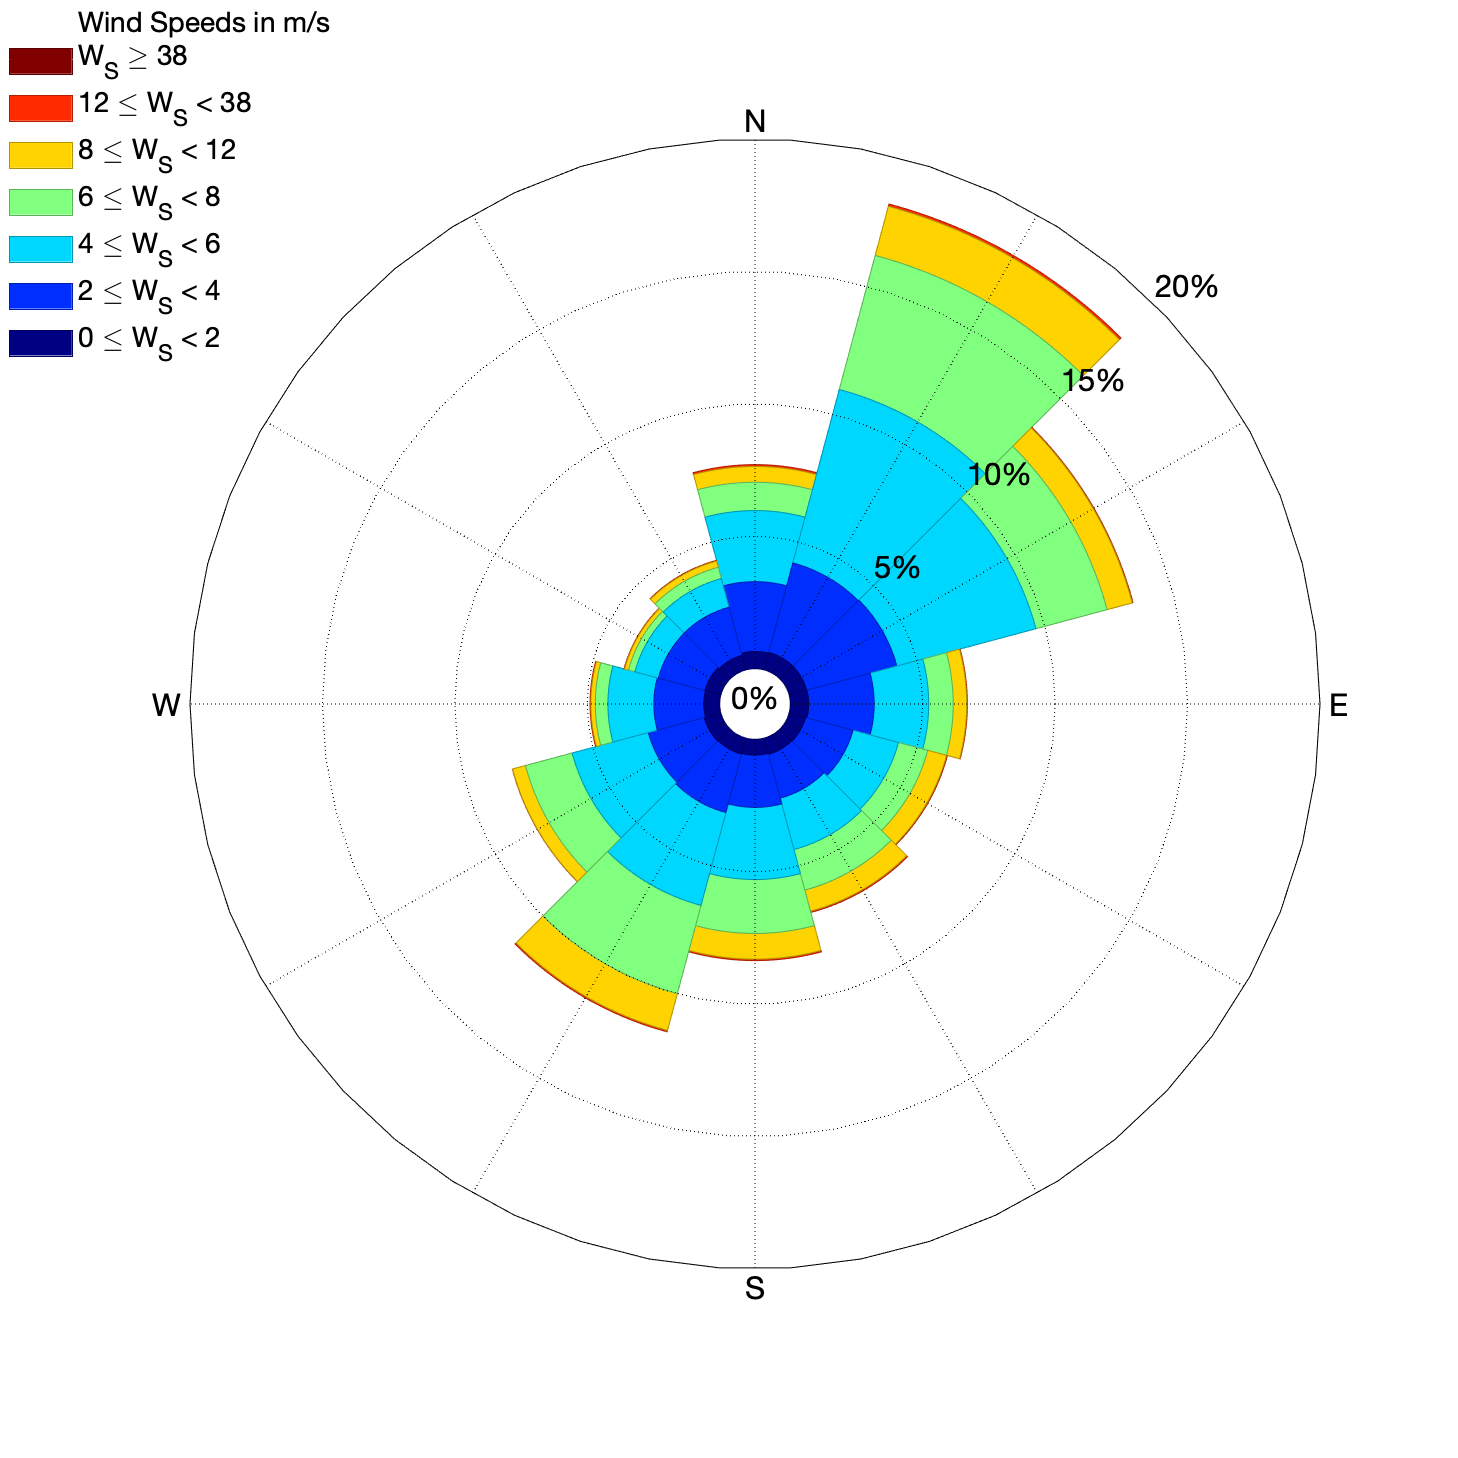 Wind Speeds in m/s
W_S ≥ 38
12 ≤ W_S < 38
8 ≤ W_S < 12
6 ≤ W_S < 8
4 ≤ W_S < 6
2 ≤ W_S < 4
0 ≤ W_S < 2
N
20%
15%
10%
5%
0%
W
E
S